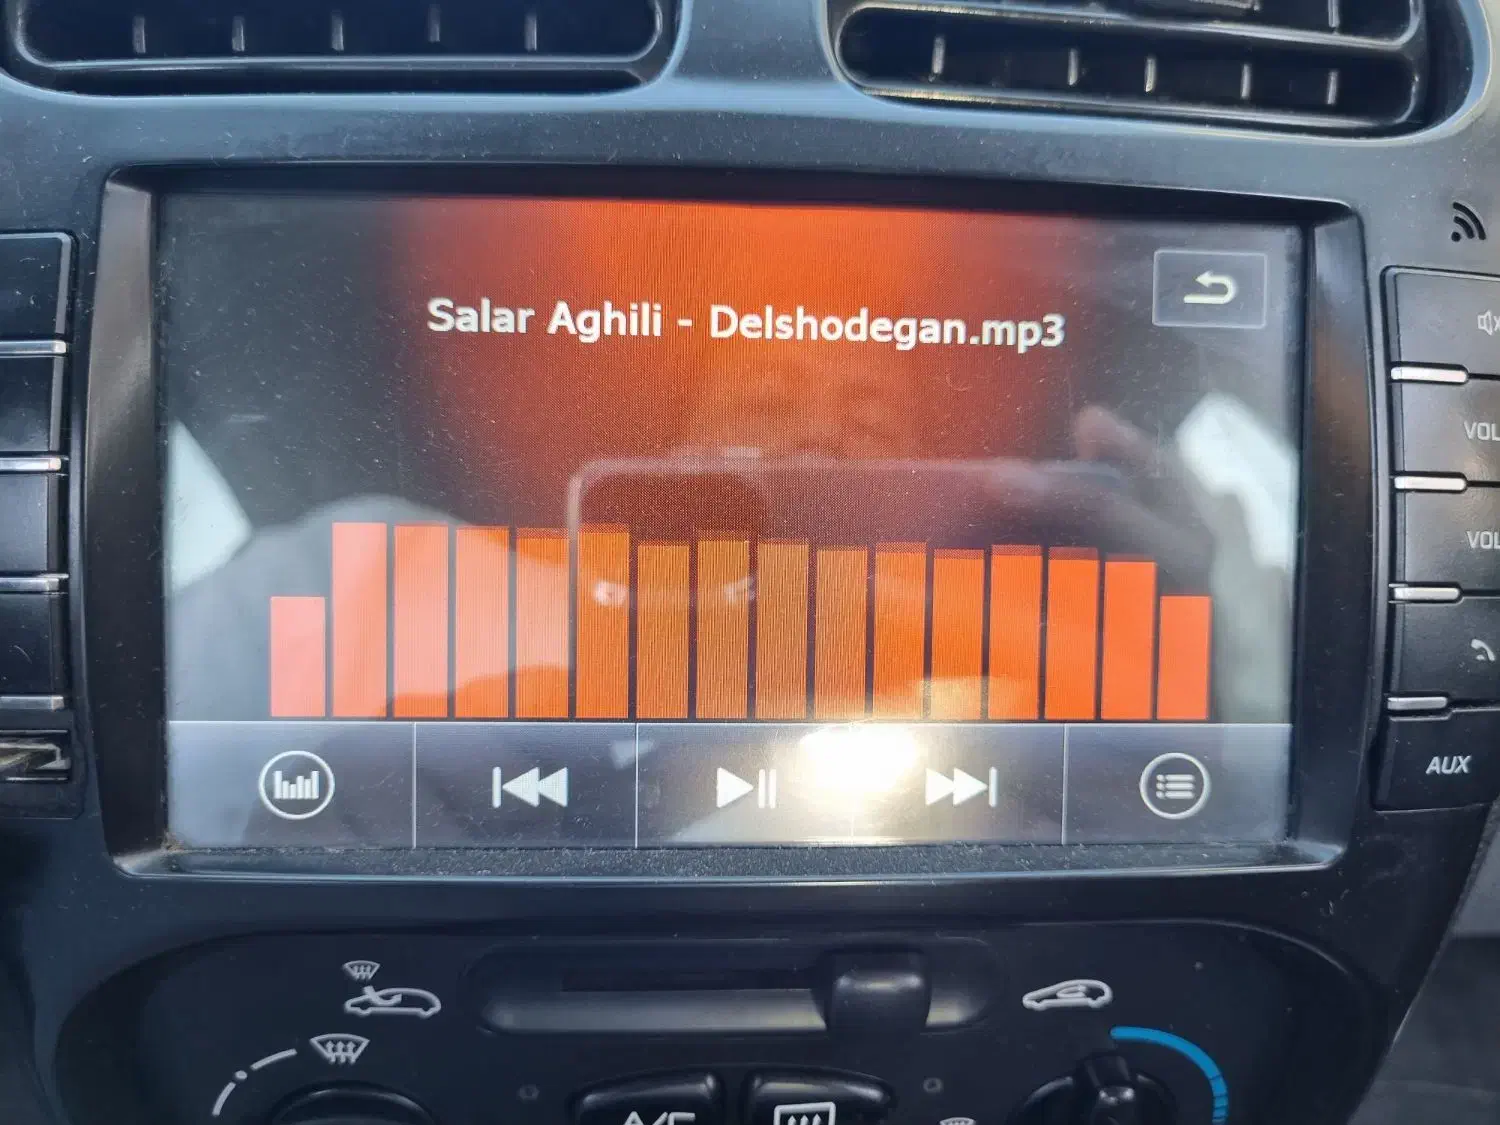 Salar Aghili - Delshodegan.mp3
VOL
VOL
AUX
A/C